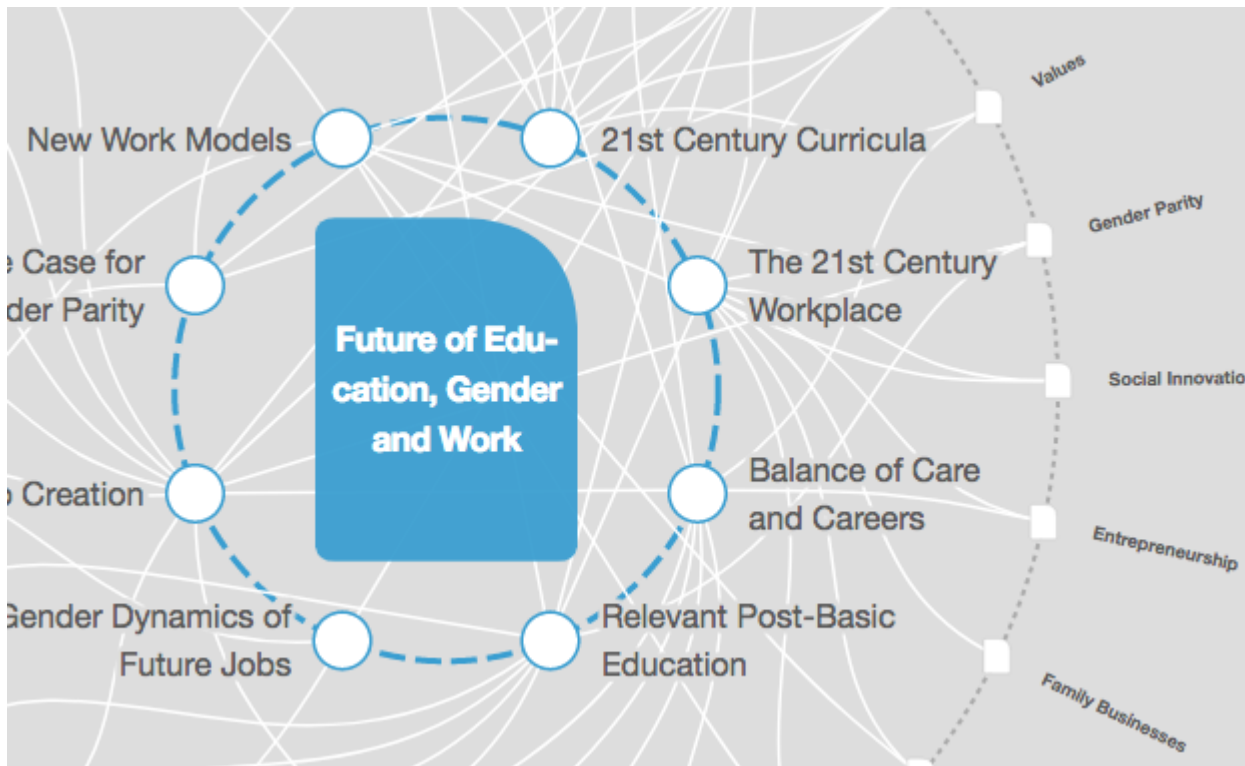 Values
New Work Models
21st Century Curricula
Gender Parity
Case for
The 21st Century
Parity
Workplace
Future of Edu-
cation, Gender
and Work
Social
Creation
Balance of Care
and Careers
Entrepreneurship
Gender Dynamics of
Future Jobs
Relevant Post-Basic
Education
Family Businesses